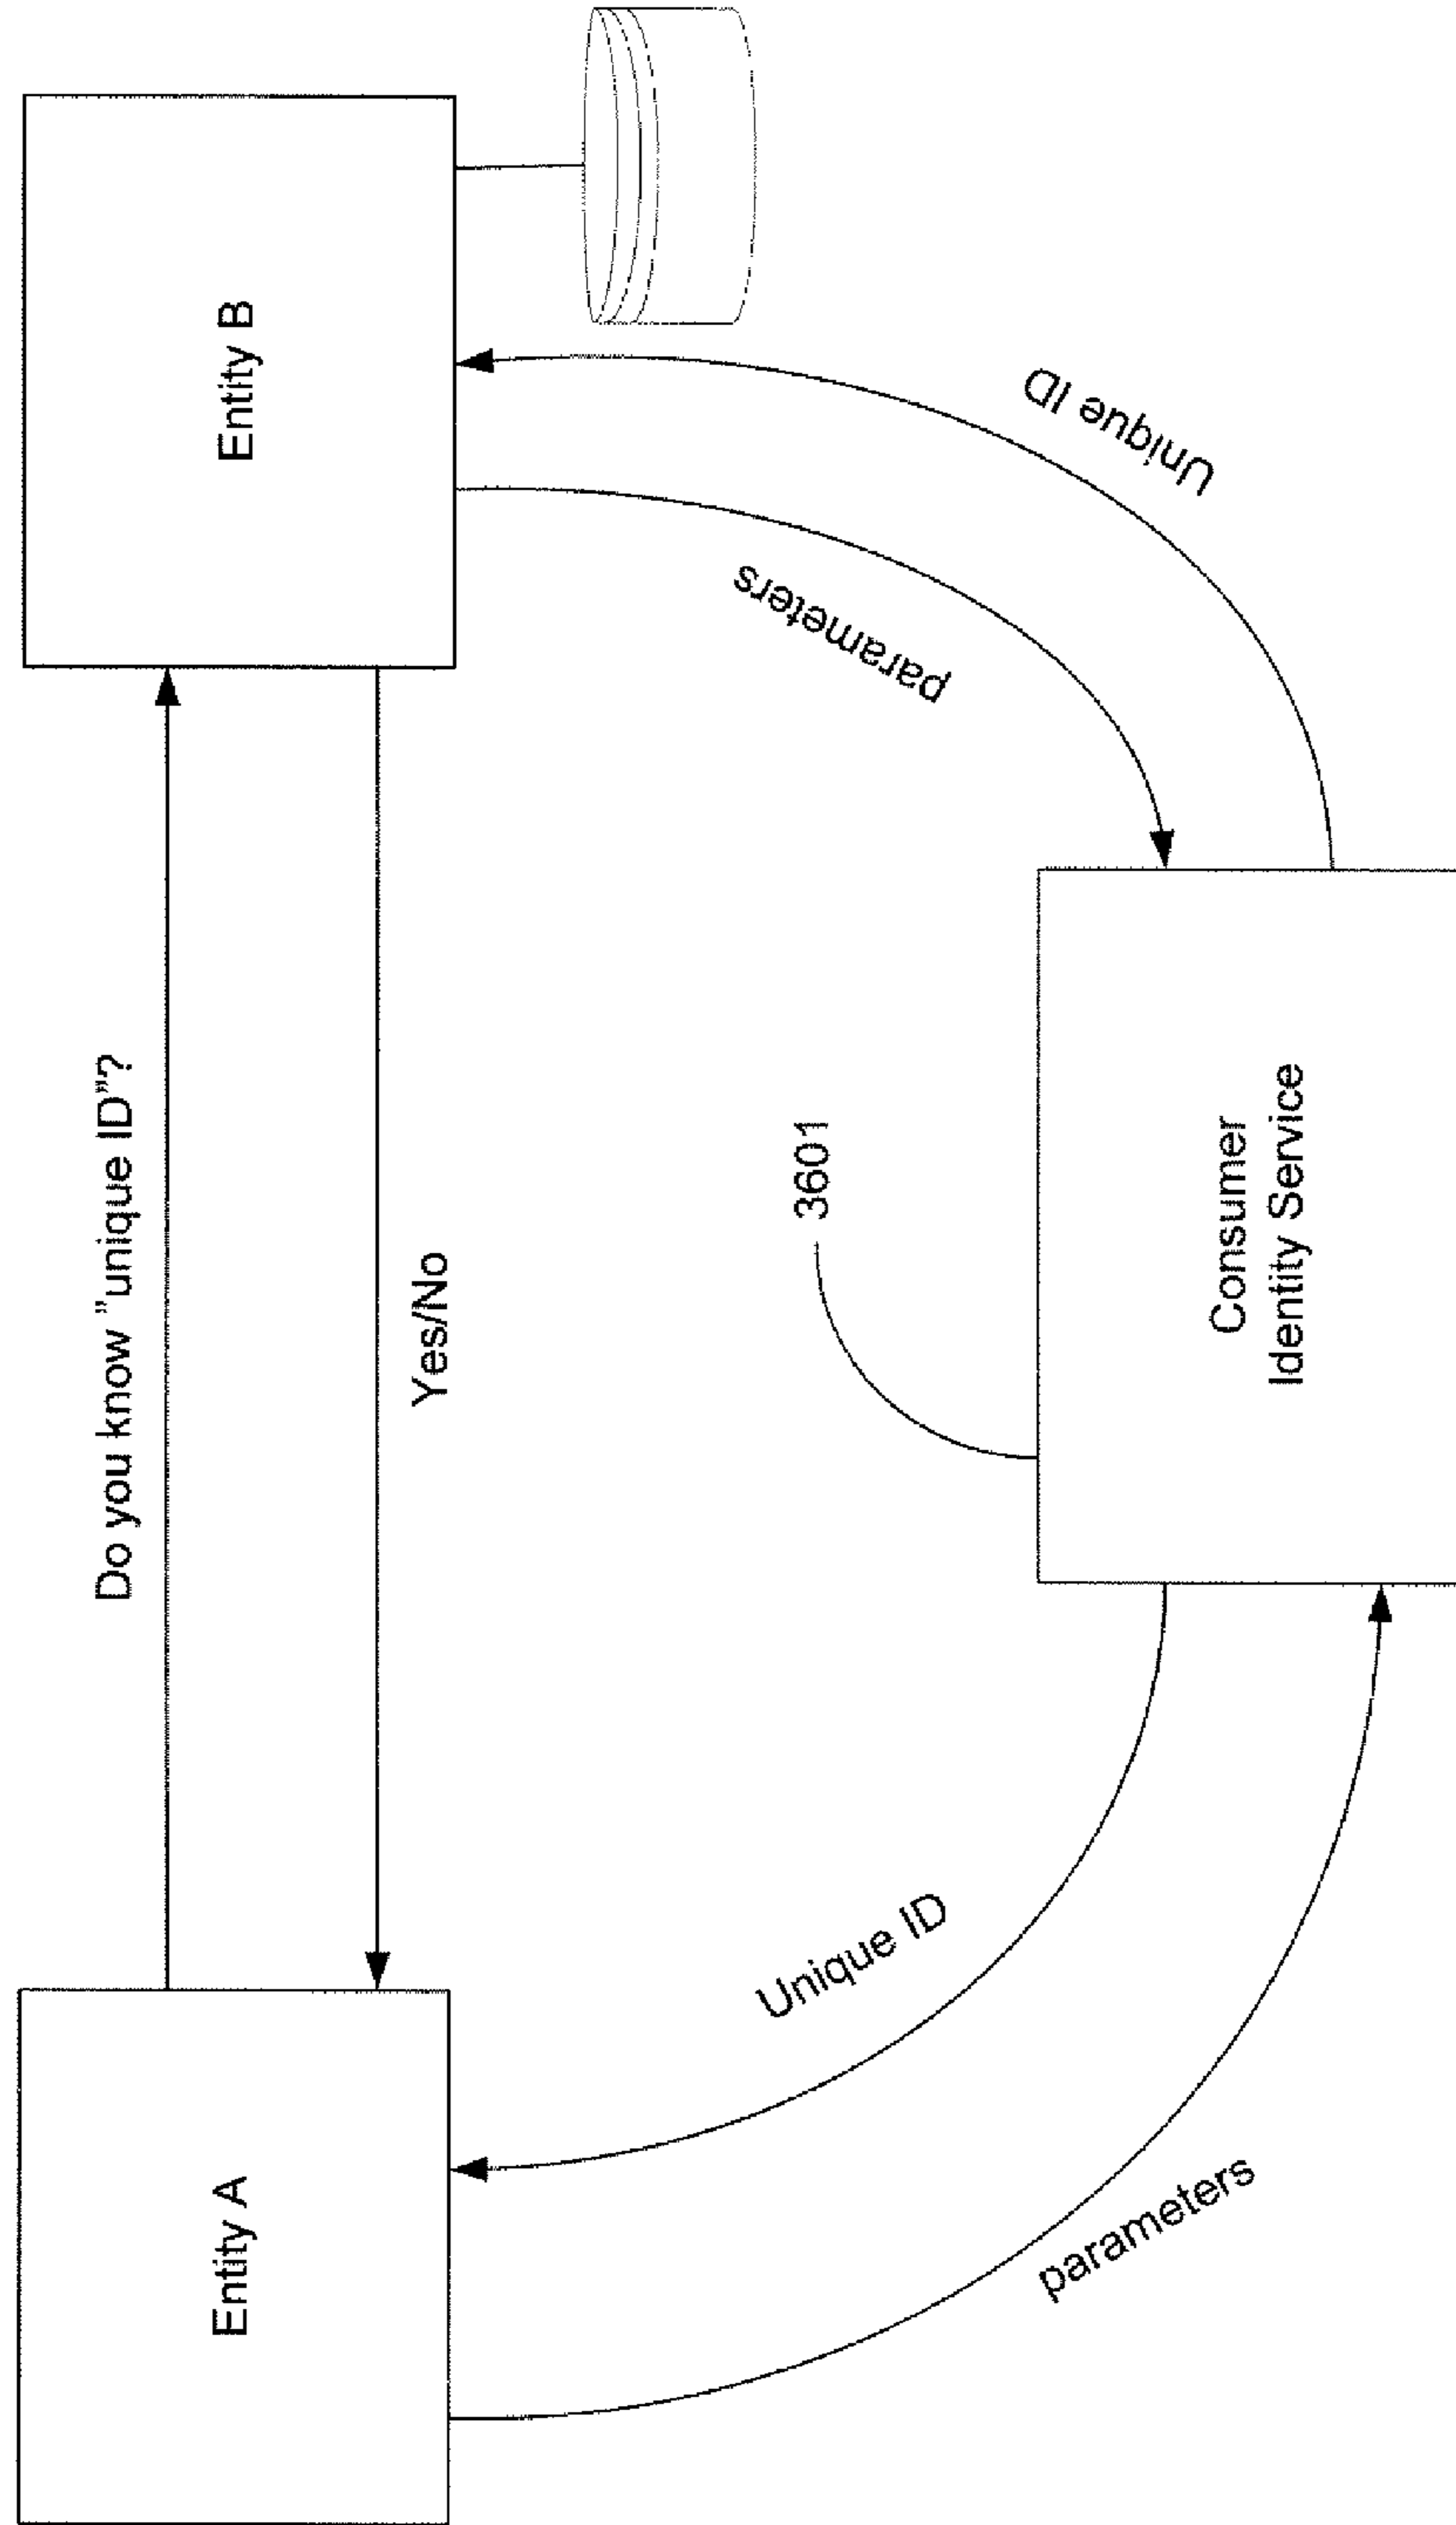 Do you know "unique ID"?
Entity A
Entity B
Yes/No
3601
Unique ID
parameters
parameters
Unique ID
Consumer
Identity Service